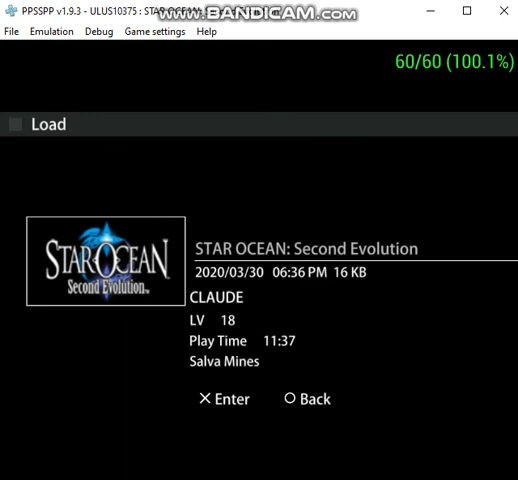 PPSSPP v1.9.3 - ULUS10375 : STAR OCEAN:
WWW.BANDICAM.COM
File Emulation Debug Game settings Help
60/60 (100.1%)
Load
STAR OCEAN
Second Evolution
STAR OCEAN: Second Evolution
2020/03/30 06:36 PM 16 KB
CLAUDE
LV 18
Play Time 11:37
Salva Mines
X Enter O Back